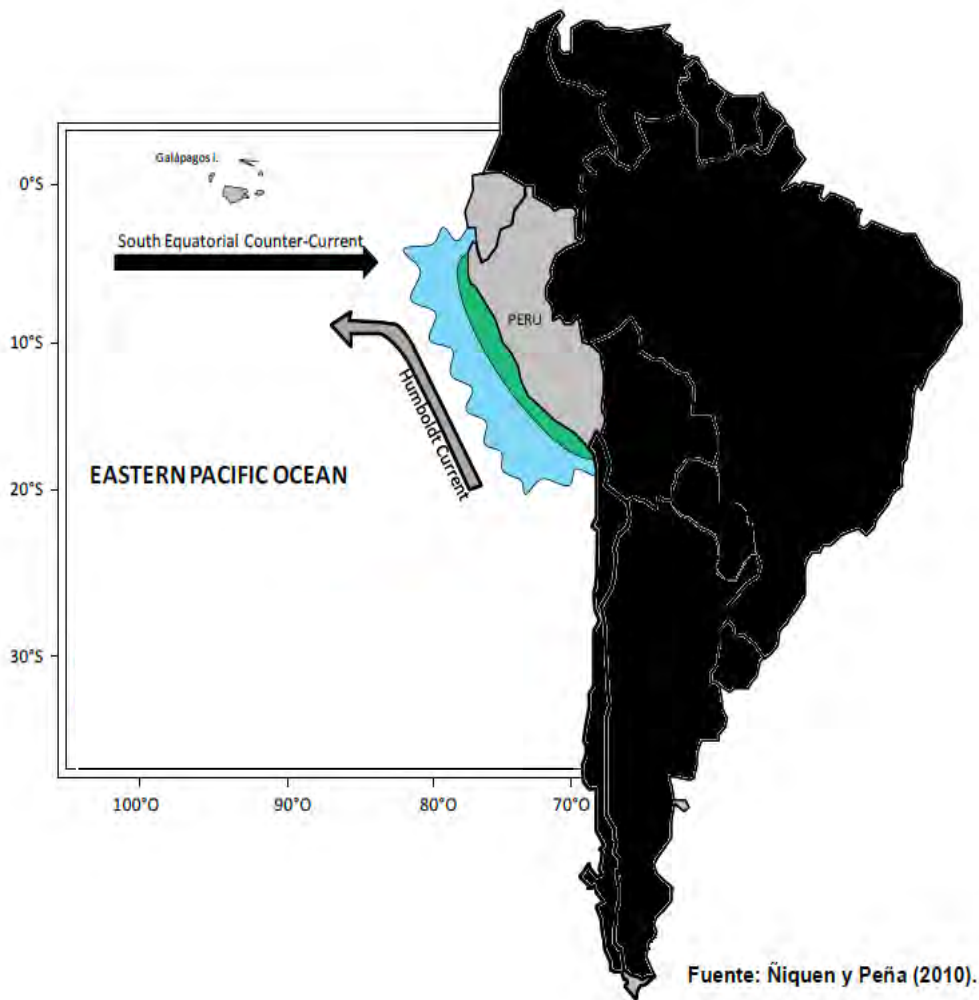 Galápagos i.
0°S
South Equatorial Counter-Current
PERU
10°S
Humboldt Current
EASTERN PACIFIC OCEAN
20°S
30°S
100°O 90°O 80°O 70°O
Fuente: Ñiquen y Peña (2010).